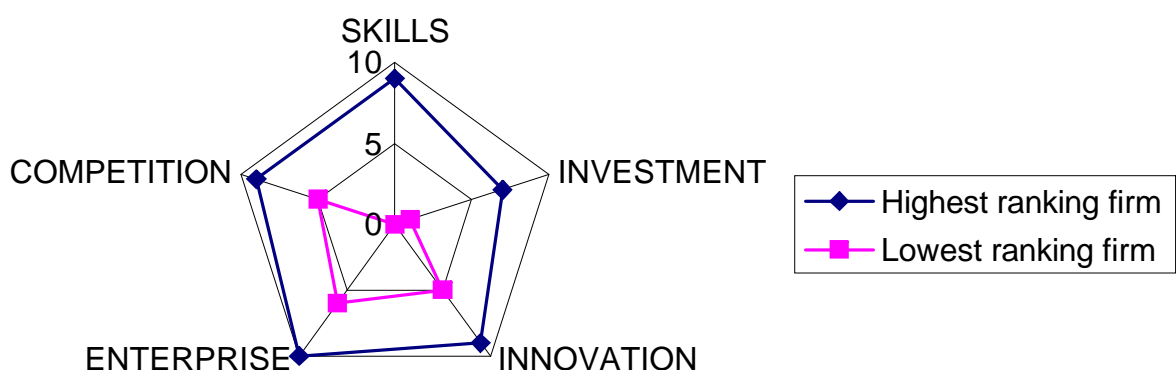 SKILLS
10
5
0
COMPETITION
INVESTMENT
ENTERPRISE
INNOVATION
Highest ranking firm
Lowest ranking firm